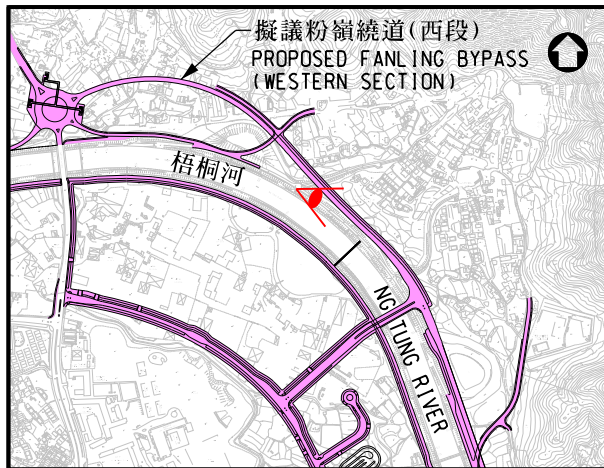 擬議粉嶺繞道(西段)
PROPOSED FANLING BYPASS
(WESTERN SECTION)
梧桐河
NG TUNG RIVER